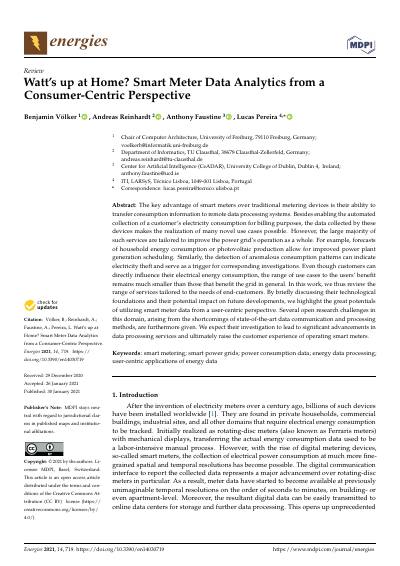 energies
MDPI
Review
Watt's up at Home? Smart Meter Data Analytics from a
Consumer-Centric Perspective
Benjamin Völker 1, Andreas Reinhardt 2, Anthony Faustine 3, Lucas Pereira 4,*
1 Chair of Computer Architecture, University of Freiburg, 79110 Freiburg, Germany;
voelkerb@informatik.uni-freiburg.de
2 Department of Informatics, TU Clausthal, 38679 Clausthal-Zellerfeld, Germany;
andreas.reinhardt@tu-clausthal.de
3 Center for Artificial Intelligence (CeADAR), University College of Dublin, Dublin 4, Ireland;
anthony.faustine@ucd.ie
4 ITI, LARSyS, Técnico Lisboa, 1049-001 Lisboa, Portugal
* Correspondence: lucas.pereira@tecnico.ulisboa.pt
Abstract: The key advantage of smart meters over traditional metering devices is their ability to
transfer consumption information to remote data processing systems. Besides enabling the automated
collection of a customer's electricity consumption for billing purposes, the data collected by these
devices makes the realization of many novel use cases possible. However, the large majority of
such services are tailored to improve the power grid's operation as a whole. For example, forecasts
of household energy consumption or photovoltaic production allow for improved power plant
generation scheduling. Similarly, the detection of anomalous consumption patterns can indicate
electricity theft and serve as a trigger for corresponding investigations. Even though customers can
directly influence their electrical energy consumption, the range of use cases to the users' benefit
remains much smaller than those that benefit the grid in general. In this work, we thus review the
range of services tailored to the needs of end-customers. By briefly discussing their technological
foundations and their potential impact on future developments, we highlight the great potentials
of utilizing smart meter data from a user-centric perspective. Several open research challenges in
this domain, arising from the shortcomings of state-of-the-art data communication and processing
methods, are furthermore given. We expect their investigation to lead to significant advancements in
data processing services and ultimately raise the customer experience of operating smart meters.
Keywords: smart metering; smart power grids; power consumption data; energy data processing;
user-centric applications of energy data
check for
updates
Citation: Völker, B.; Reinhardt, A.;
Faustine, A.; Pereira, L. Watt's up at
Home? Smart Meter Data Analytics
from a Consumer-Centric Perspective.
Energies 2021, 14, 719. https://
doi.org/10.3390/en14030719
Received: 29 December 2020
Accepted: 26 January 2021
Published: 30 January 2021
Publisher's Note: MDPI stays neu-
tral with regard to jurisdictional clai-
ms in published maps and institutio-
nal affiliations.
Copyright: © 2021 by the authors. Li-
censee MDPI, Basel, Switzerland.
This article is an open access article
distributed under the terms and con-
ditions of the Creative Commons At-
tribution (CC BY) license (https://
creativecommons.org/licenses/by/
4.0/).
1. Introduction
After the invention of electricity meters over a century ago, billions of such devices
have been installed worldwide [1]. They are found in private households, commercial
buildings, industrial sites, and all other domains that require electrical energy consumption
to be tracked. Initially realized as rotating-disc meters (also known as Ferraris meters)
with mechanical displays, transferring the actual energy consumption data used to be
a labor-intensive manual process. However, with the rise of digital metering devices,
so-called smart meters, the collection of electrical power consumption at much more fine-
grained spatial and temporal resolutions has become possible. The digital communication
interface to report the collected data represents a major advancement over rotating-disc
meters in particular. As a result, meter data have started to become available at previously
unimaginable temporal resolutions on the order of seconds to minutes, on building- or
even apartment-level. Moreover, the resultant digital data can be easily transmitted to
online data centers for storage and further data processing. This opens up unprecedented
Energies 2021, 14, 719. https://doi.org/10.3390/en14030719
https://www.mdpi.com/journal/energies